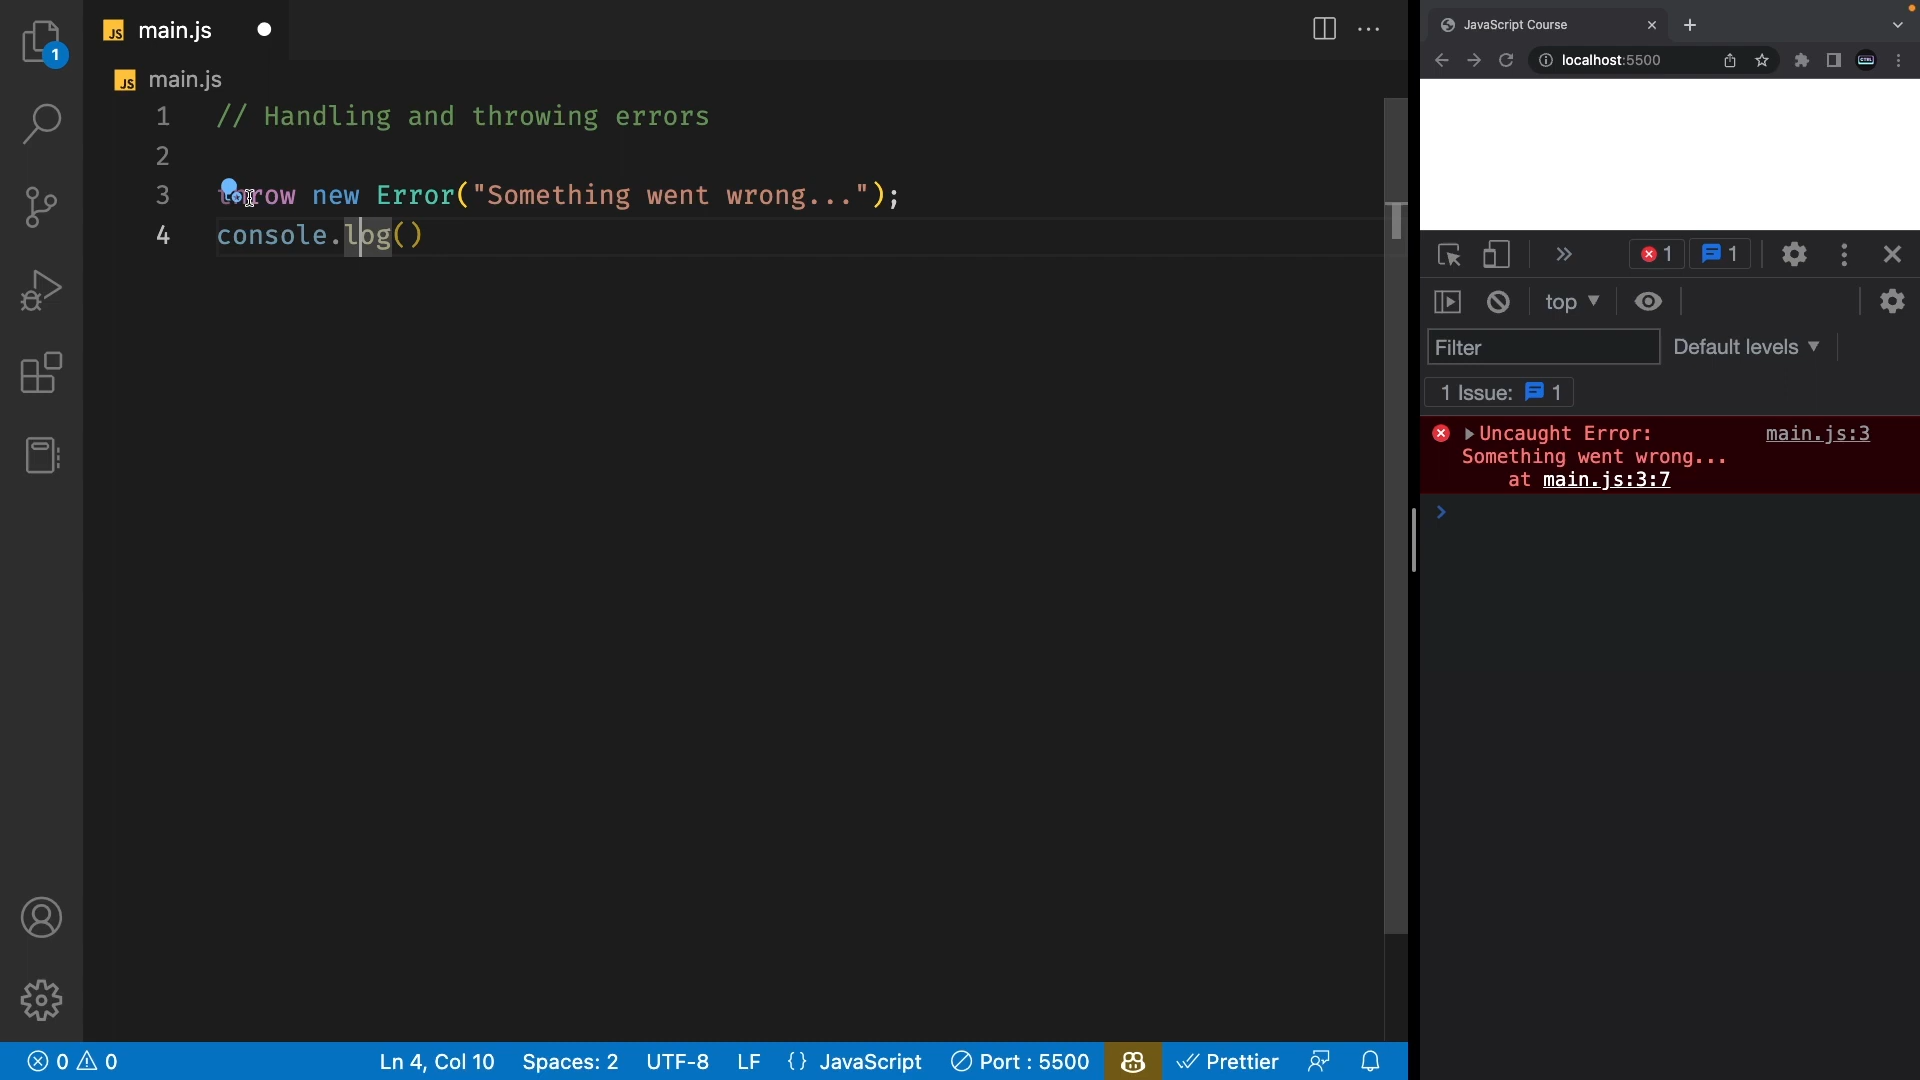 main.js
main.js
1 // Handling and throwing errors
2
3 throw new Error("Something went wrong...");
4 console.log()
1
0 0 Ln 4, Col 10 Spaces: 2 UTF-8 LF {} JavaScript Port : 5500 Prettier
JavaScript Course
localhost:5500
1 1
top
Filter Default levels
1 Issue: 1
Uncaught Error: main.js:3
Something went wrong...
at main.js:3:7